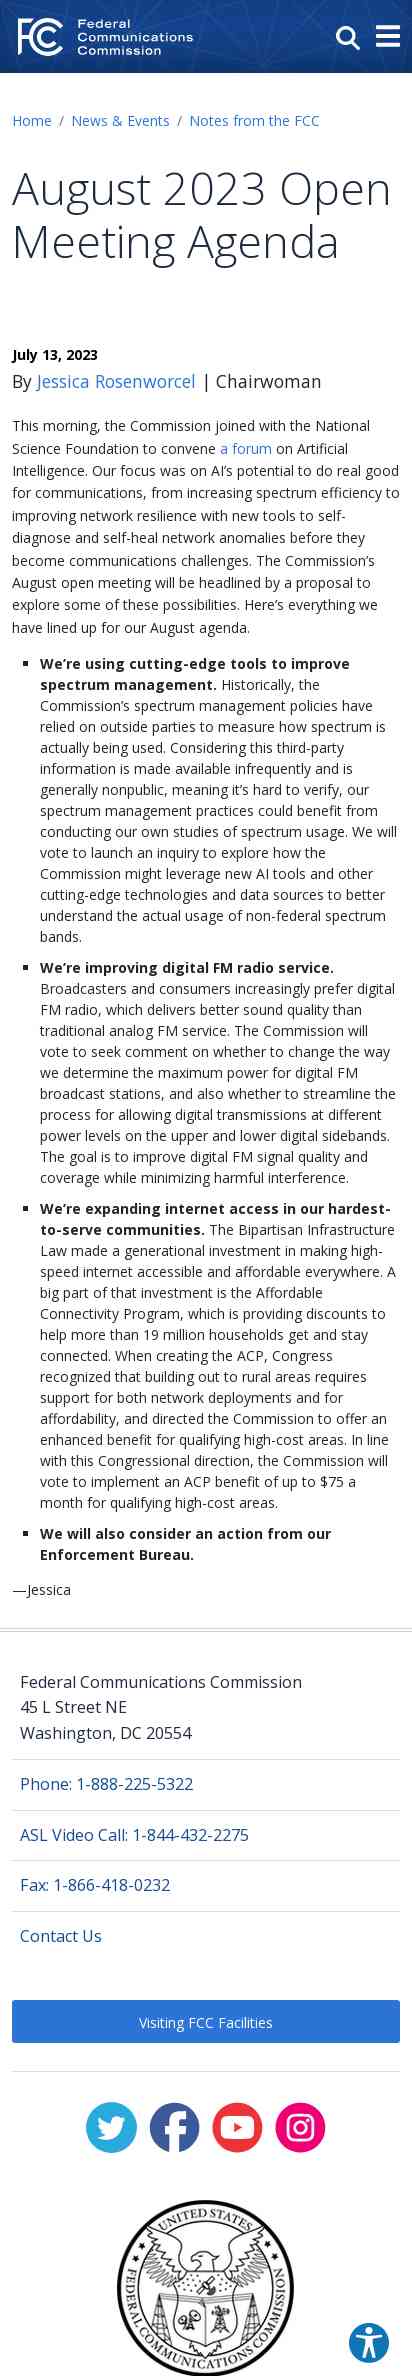 FCC
Federal
Communications
Commission
Home / News & Events / Notes from the FCC
August 2023 Open
Meeting Agenda
July 13, 2023
By Jessica Rosenworcel | Chairwoman
This morning, the Commission joined with the National
Science Foundation to convene a forum on Artificial
Intelligence. Our focus was on AI’s potential to do real good
for communications, from increasing spectrum efficiency to
improving network resilience with new tools to self-
diagnose and self-heal network anomalies before they
become communications challenges. The Commission’s
August open meeting will be headlined by a proposal to
explore some of these possibilities. Here’s everything we
have lined up for our August agenda.
▪ We’re using cutting-edge tools to improve
spectrum management. Historically, the
Commission’s spectrum management policies have
relied on outside parties to measure how spectrum is
actually being used. Considering this third-party
information is made available infrequently and is
generally nonpublic, meaning it’s hard to verify, our
spectrum management practices could benefit from
conducting our own studies of spectrum usage. We will
vote to launch an inquiry to explore how the
Commission might leverage new AI tools and other
cutting-edge technologies and data sources to better
understand the actual usage of non-federal spectrum
bands.
▪ We’re improving digital FM radio service.
Broadcasters and consumers increasingly prefer digital
FM radio, which delivers better sound quality than
traditional analog FM service. The Commission will
vote to seek comment on whether to change the way
we determine the maximum power for digital FM
broadcast stations, and also whether to streamline the
process for allowing digital transmissions at different
power levels on the upper and lower digital sidebands.
The goal is to improve digital FM signal quality and
coverage while minimizing harmful interference.
▪ We’re expanding internet access in our hardest-
to-serve communities. The Bipartisan Infrastructure
Law made a generational investment in making high-
speed internet accessible and affordable everywhere. A
big part of that investment is the Affordable
Connectivity Program, which is providing discounts to
help more than 19 million households get and stay
connected. When creating the ACP, Congress
recognized that building out to rural areas requires
support for both network deployments and for
affordability, and directed the Commission to offer an
enhanced benefit for qualifying high-cost areas. In line
with this Congressional direction, the Commission will
vote to implement an ACP benefit of up to $75 a
month for qualifying high-cost areas.
▪ We will also consider an action from our
Enforcement Bureau.
—Jessica
Federal Communications Commission
45 L Street NE
Washington, DC 20554
Phone: 1-888-225-5322
ASL Video Call: 1-844-432-2275
Fax: 1-866-418-0232
Contact Us
Visiting FCC Facilities
UNITED STATES
FEDERAL COMMUNICATIONS COMMISSION